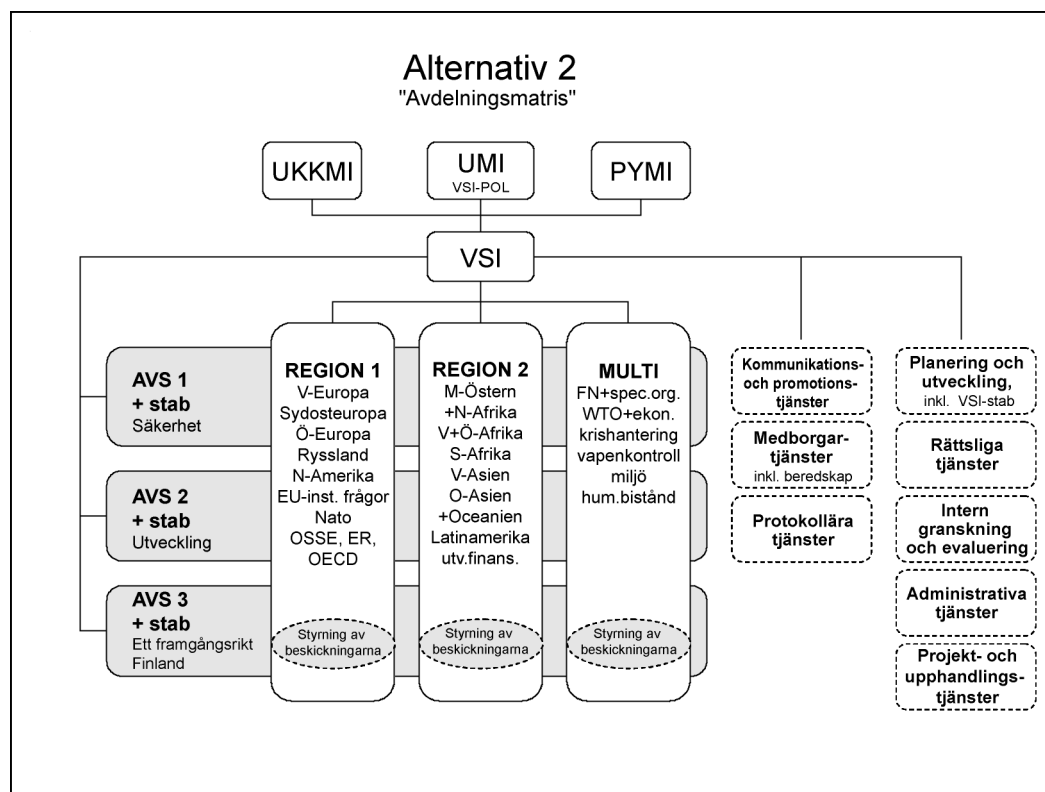 Alternativ 2
"Avdelningsmatris"
UKKMI
UMI
VSI-POL
PYMI
VSI
AVS 1
+ stab
Säkerhet
AVS 2
+ stab
Utveckling
AVS 3
+ stab
Ett framgångsrikt
Finland
REGION 1
V-Europa
Sydosteuropa
Ö-Europa
Ryssland
N-Amerika
EU-inst. frågor
Nato
OSSE, ER,
OECD
Styrning av
beskickningarna
REGION 2
M-Östern
+N-Afrika
V+Ö-Afrika
S-Afrika
V-Asien
O-Asien
+Oceanien
Latinamerika
utv.finans.
Styrning av
beskickningarna
MULTI
FN+spec.org.
WTO+ekon.
krishantering
vapenkontroll
miljö
hum.bistånd
Styrning av
beskickningarna
Kommunikations-
och promotions-
tjänster
Medborgar-
tjänster
inkl. beredskap
Protokollära
tjänster
Planering och
utveckling,
inkl. VSI-stab
Rättsliga
tjänster
Intern
granskning
och evaluering
Administrativa
tjänster
Projekt- och
upphandlings-
tjänster